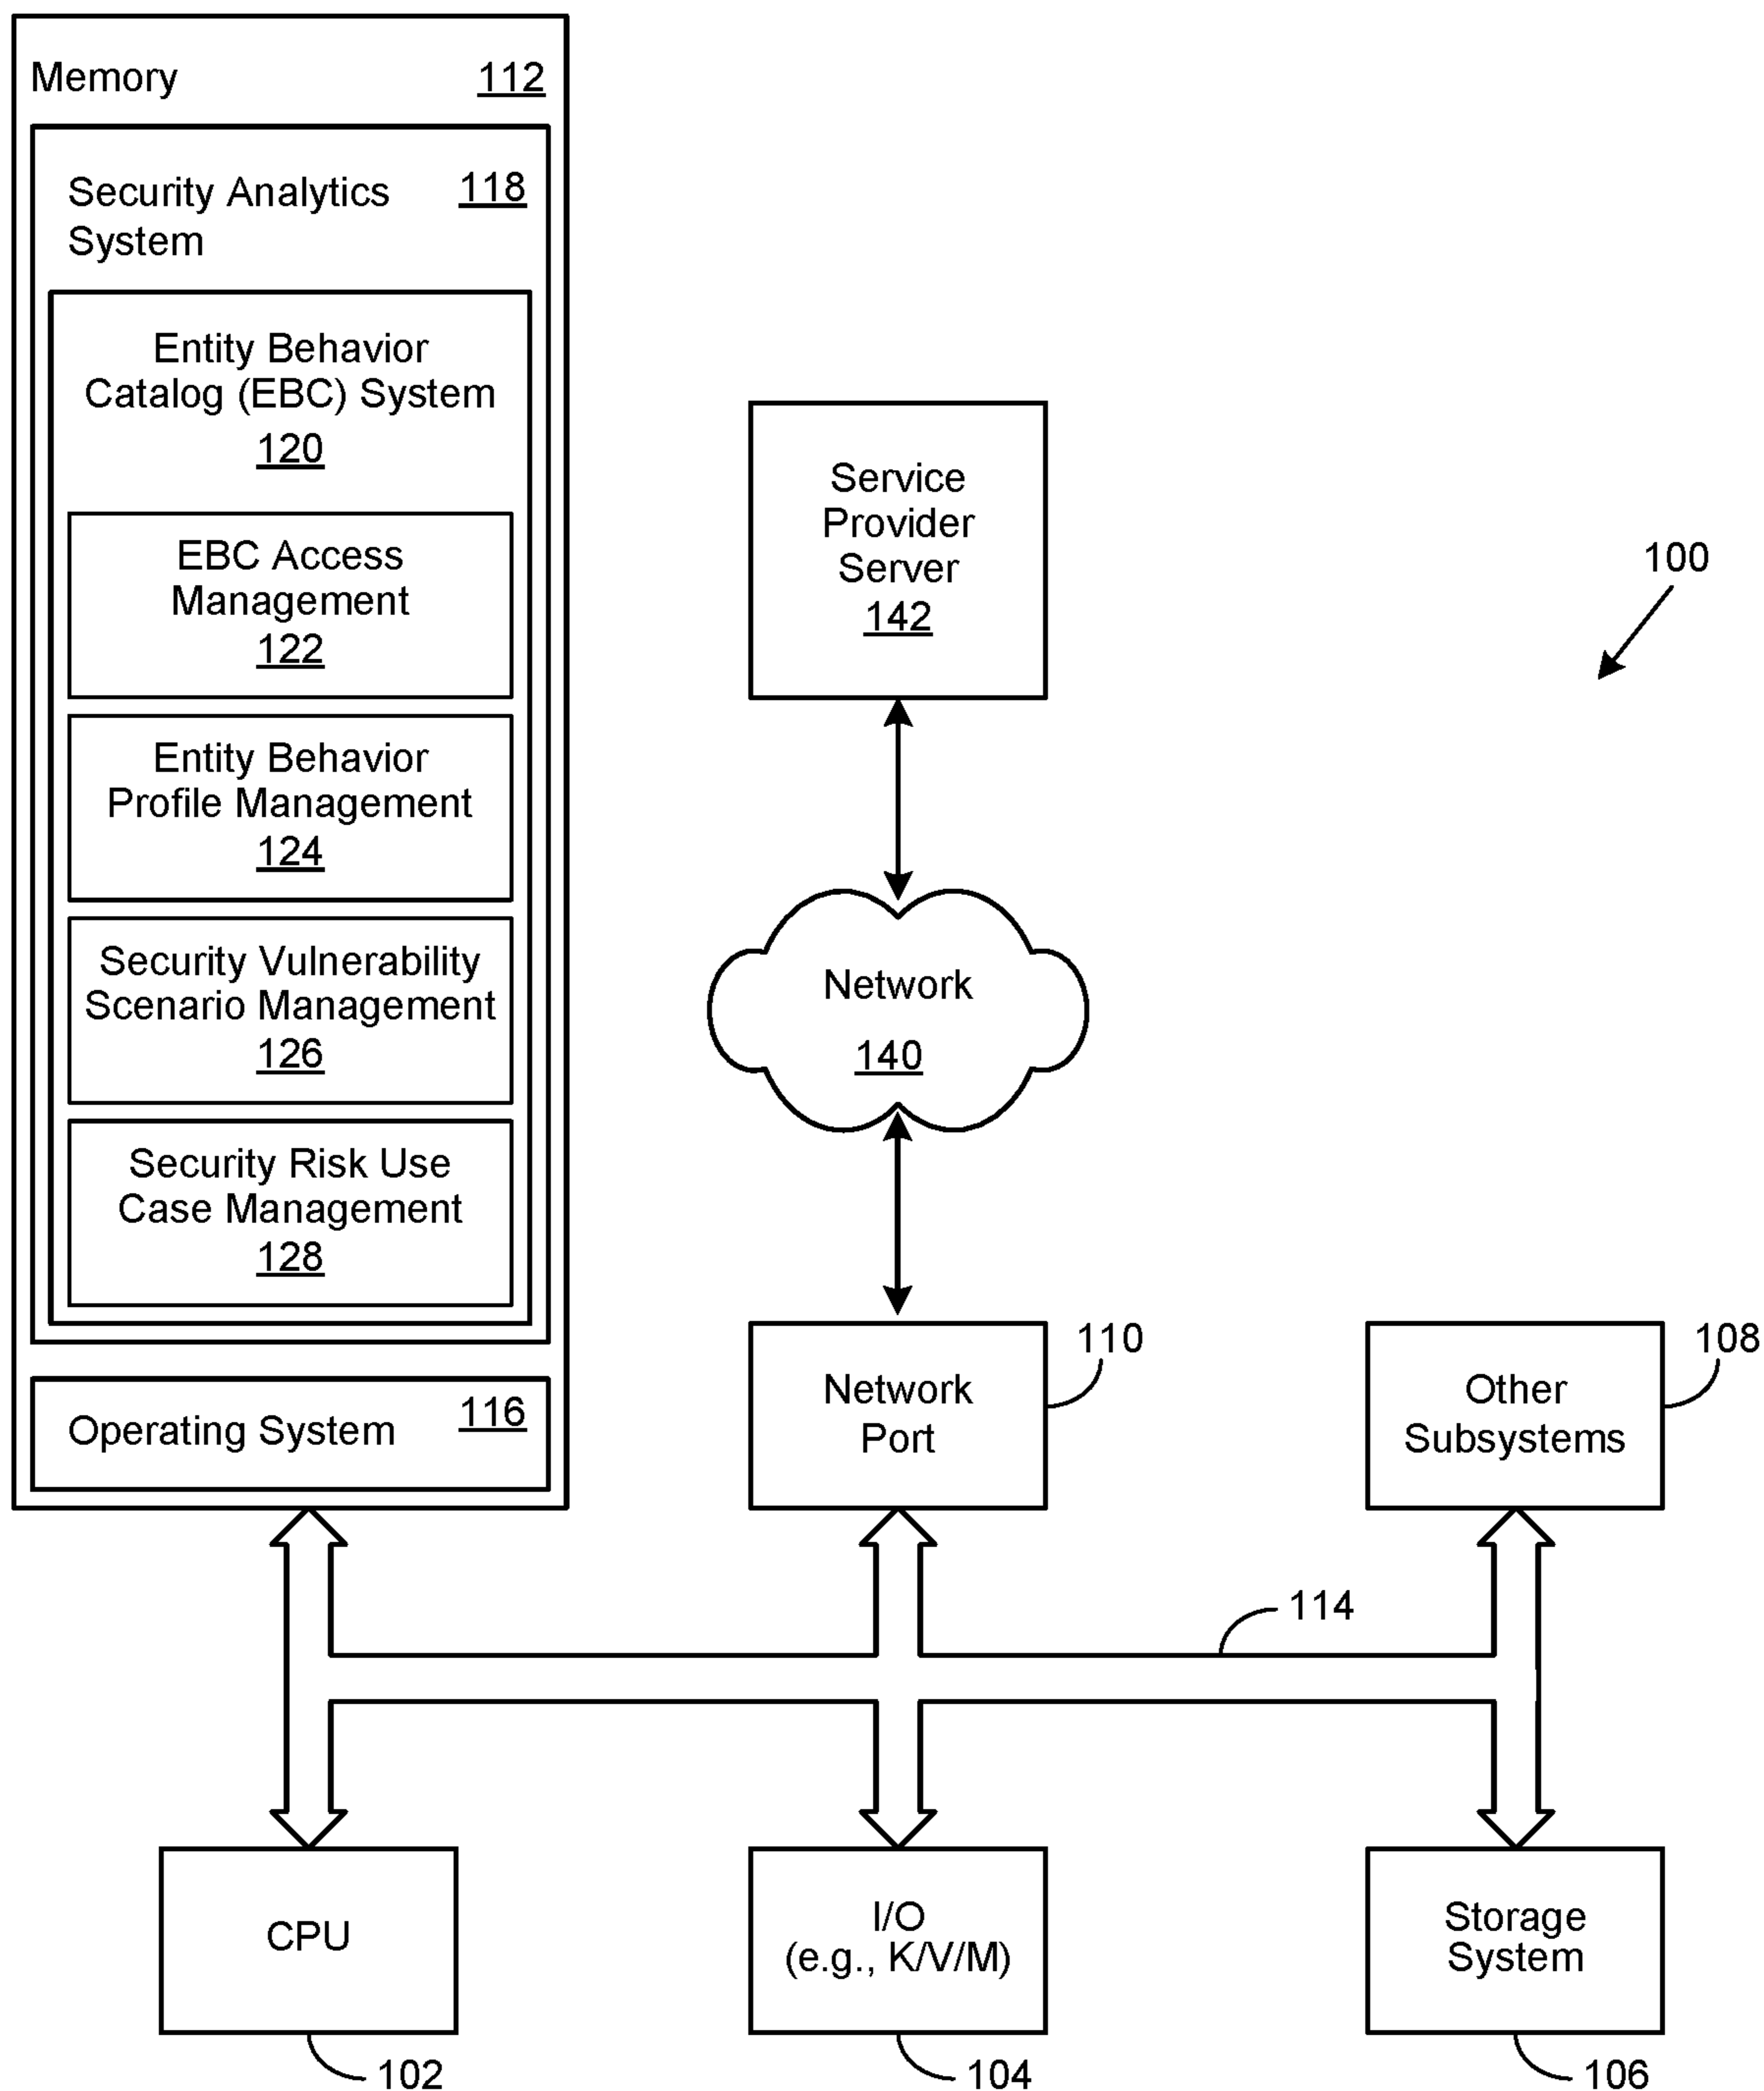 Memory 112
Security Analytics 118
System
Entity Behavior
Catalog (EBC) System
120
EBC Access
Management
122
Entity Behavior
Profile Management
124
Security Vulnerability
Scenario Management
126
Security Risk Use
Case Management
128
Operating System 116
Service
Provider
Server
142
100
Network
140
Network
Port
110
Other
Subsystems
108
114
CPU
102
I/O
(e.g., K/V/M)
104
Storage
System
106